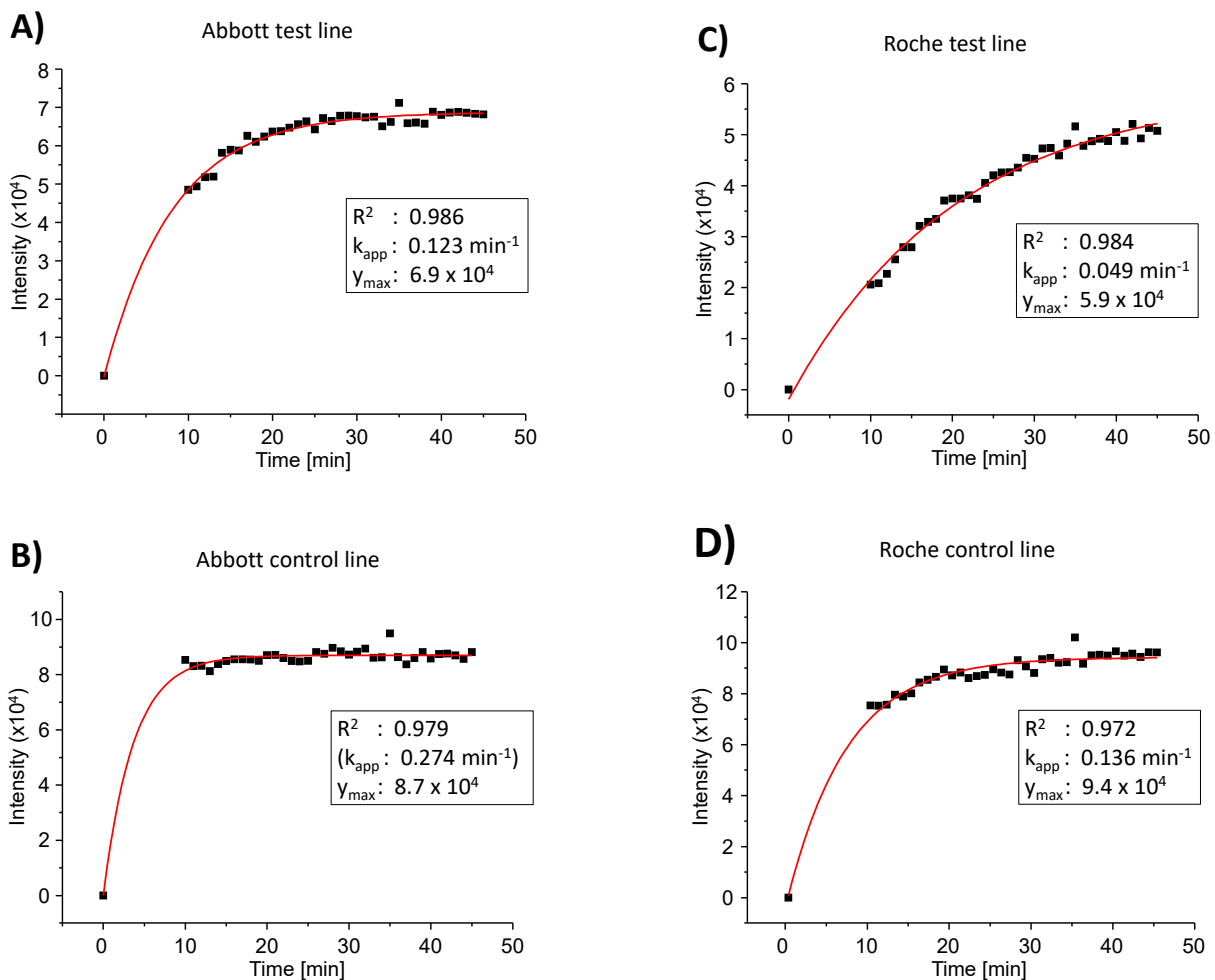 A)
Abbott test line
Intensity (x10⁴)
8
7
6
5
4
3
2
1
0
R² : 0.986
kapp : 0.123 min⁻¹
ymax : 6.9 x 10⁴
0 10 20 30 40 50
Time [min]
C)
Roche test line
Intensity (x10⁴)
6
5
4
3
2
1
0
R² : 0.984
kapp : 0.049 min⁻¹
ymax : 5.9 x 10⁴
0 10 20 30 40 50
Time [min]
B)
Abbott control line
Intensity (x10⁴)
10
8
6
4
2
0
R² : 0.979
(kapp : 0.274 min⁻¹)
ymax : 8.7 x 10⁴
0 10 20 30 40 50
Time [min]
D)
Roche control line
Intensity (x10⁴)
12
10
8
6
4
2
0
R² : 0.972
kapp : 0.136 min⁻¹
ymax : 9.4 x 10⁴
0 10 20 30 40 50
Time [min]